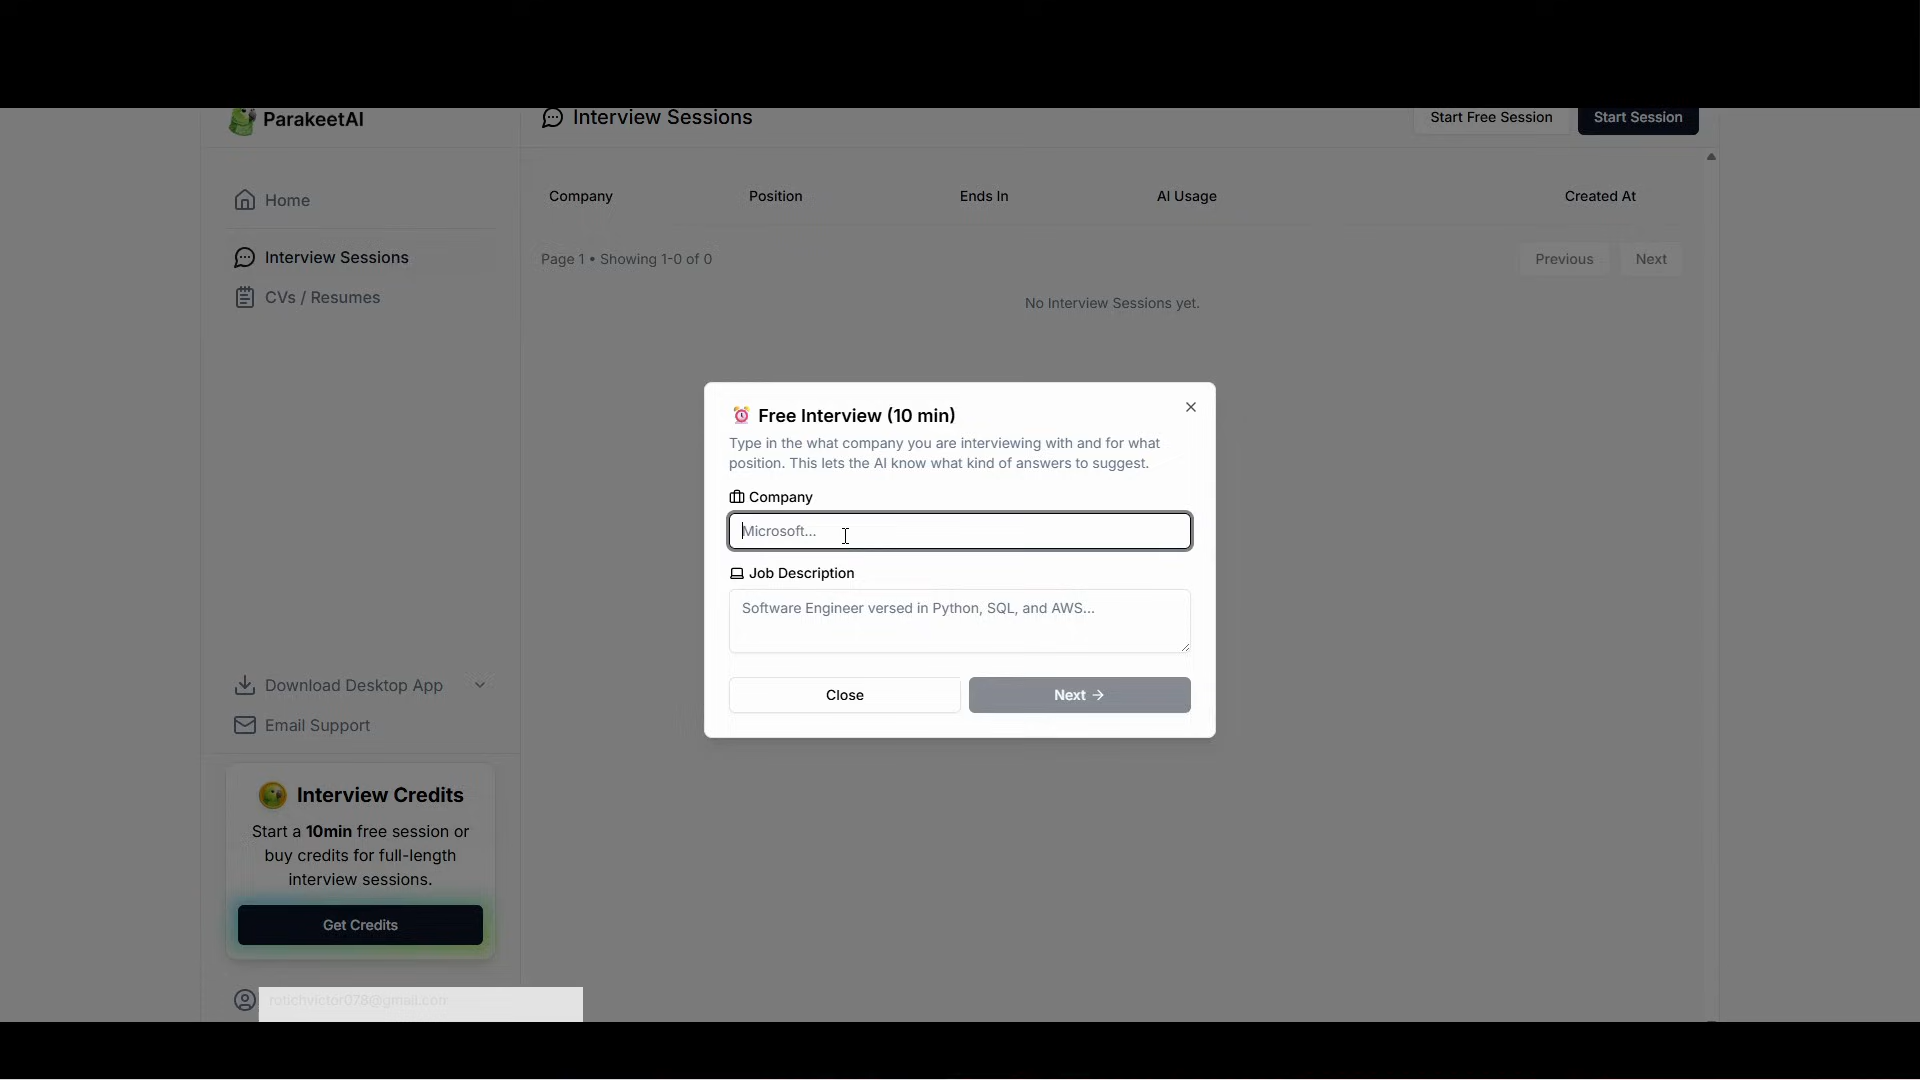 ParakeetAI
Interview Sessions
Start Free Session
Start Session
Home
Interview Sessions
CVs / Resumes
Company
Position
Ends In
AI Usage
Created At
Page 1 • Showing 1-0 of 0
Previous
Next
No Interview Sessions yet.
Free Interview (10 min)
Type in the what company you are interviewing with and for what
position. This lets the AI know what kind of answers to suggest.
Company
Microsoft...
Job Description
Software Engineer versed in Python, SQL, and AWS...
Close
Next →
Download Desktop App
Email Support
Interview Credits
Start a 10min free session or
buy credits for full-length
interview sessions.
Get Credits